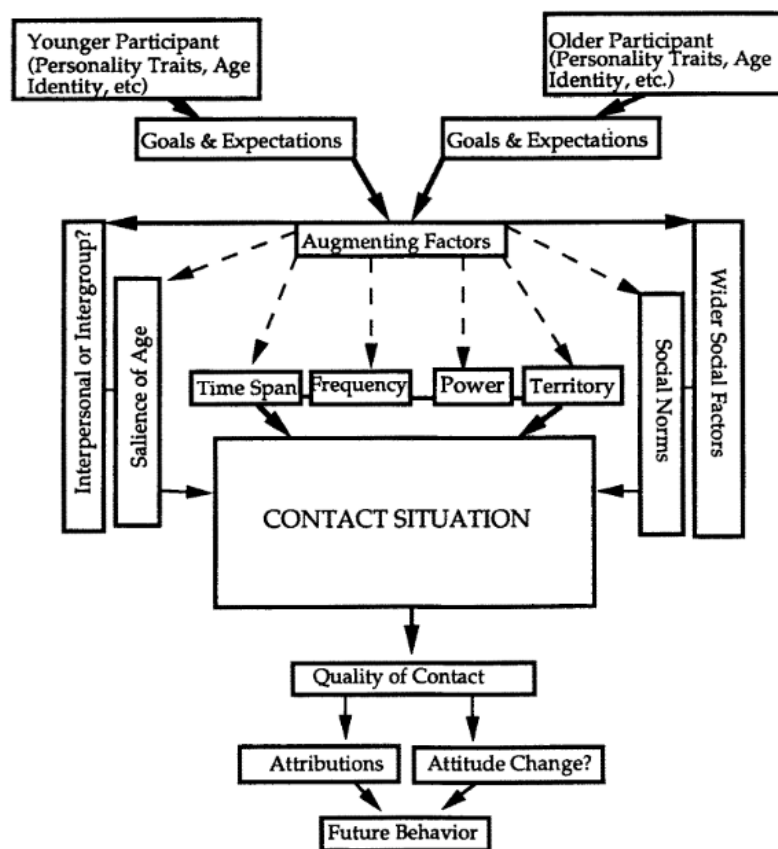 Younger Participant
(Personality Traits, Age
Identity, etc)
Older Participant
(Personality Traits, Age
Identity, etc.)
Goals & Expectations
Goals & Expectations
Augmenting Factors
Interpersonal or Intergroup?
Salience of Age
Time Span
Frequency
Power
Territory
Social Norms
Wider Social Factors
CONTACT SITUATION
Quality of Contact
Attributions
Attitude Change?
Future Behavior